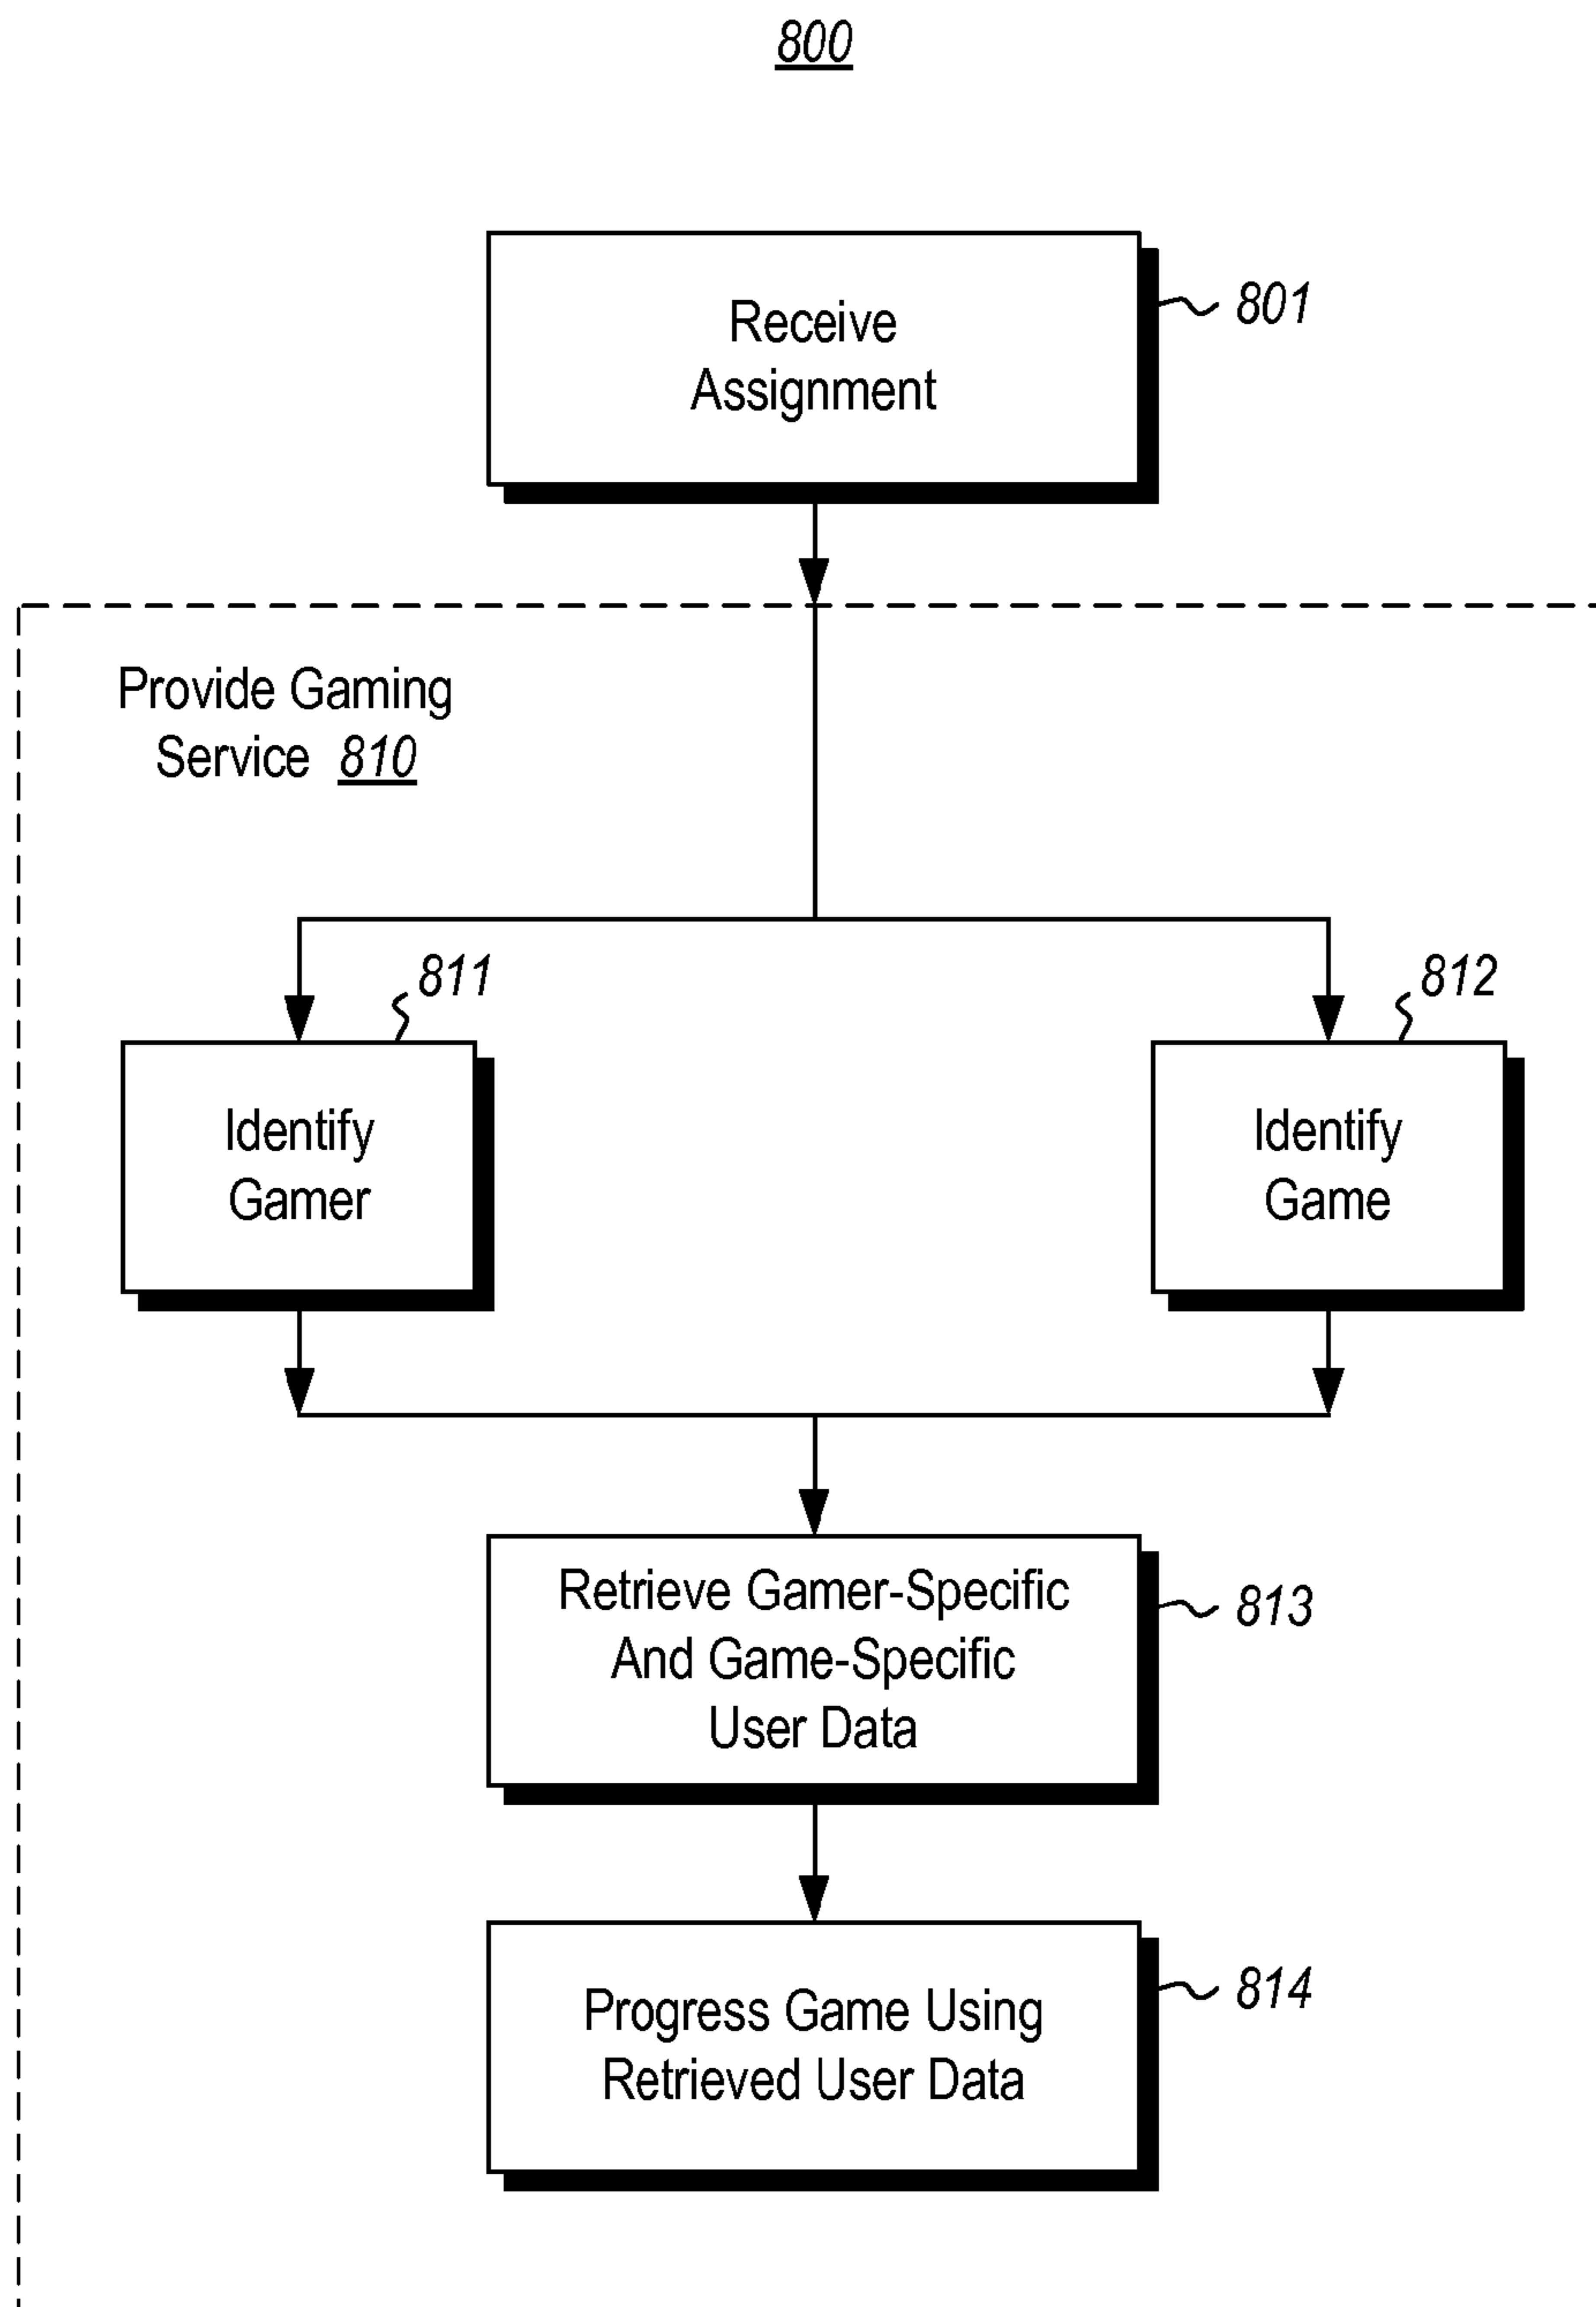 800
Receive
Assignment
801
Provide Gaming
Service 810
811
812
Identify
Gamer
Identify
Game
Retrieve Gamer-Specific
And Game-Specific
User Data
813
Progress Game Using
Retrieved User Data
814